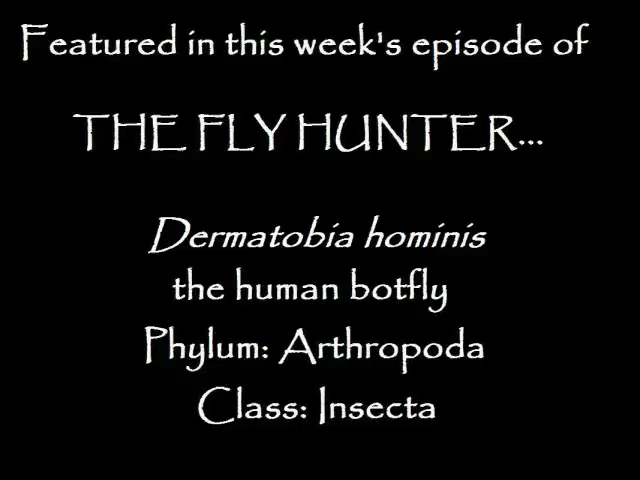 Featured in this week's episode of
THE FLY HUNTER...
Dermatobia hominis
the human botfly
Phylum: Arthropoda
Class: Insecta